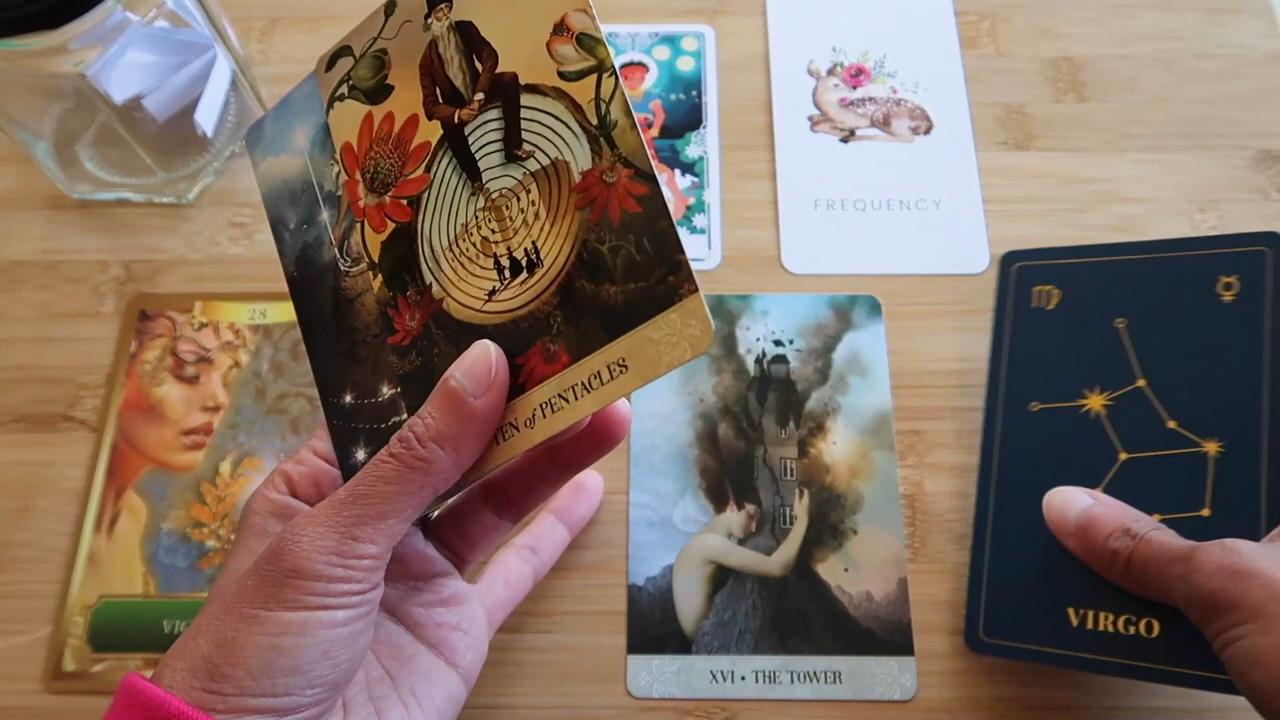 FREQUENCY
28
TEN of PENTACLES
XVI • THE TOWER
VIRGO